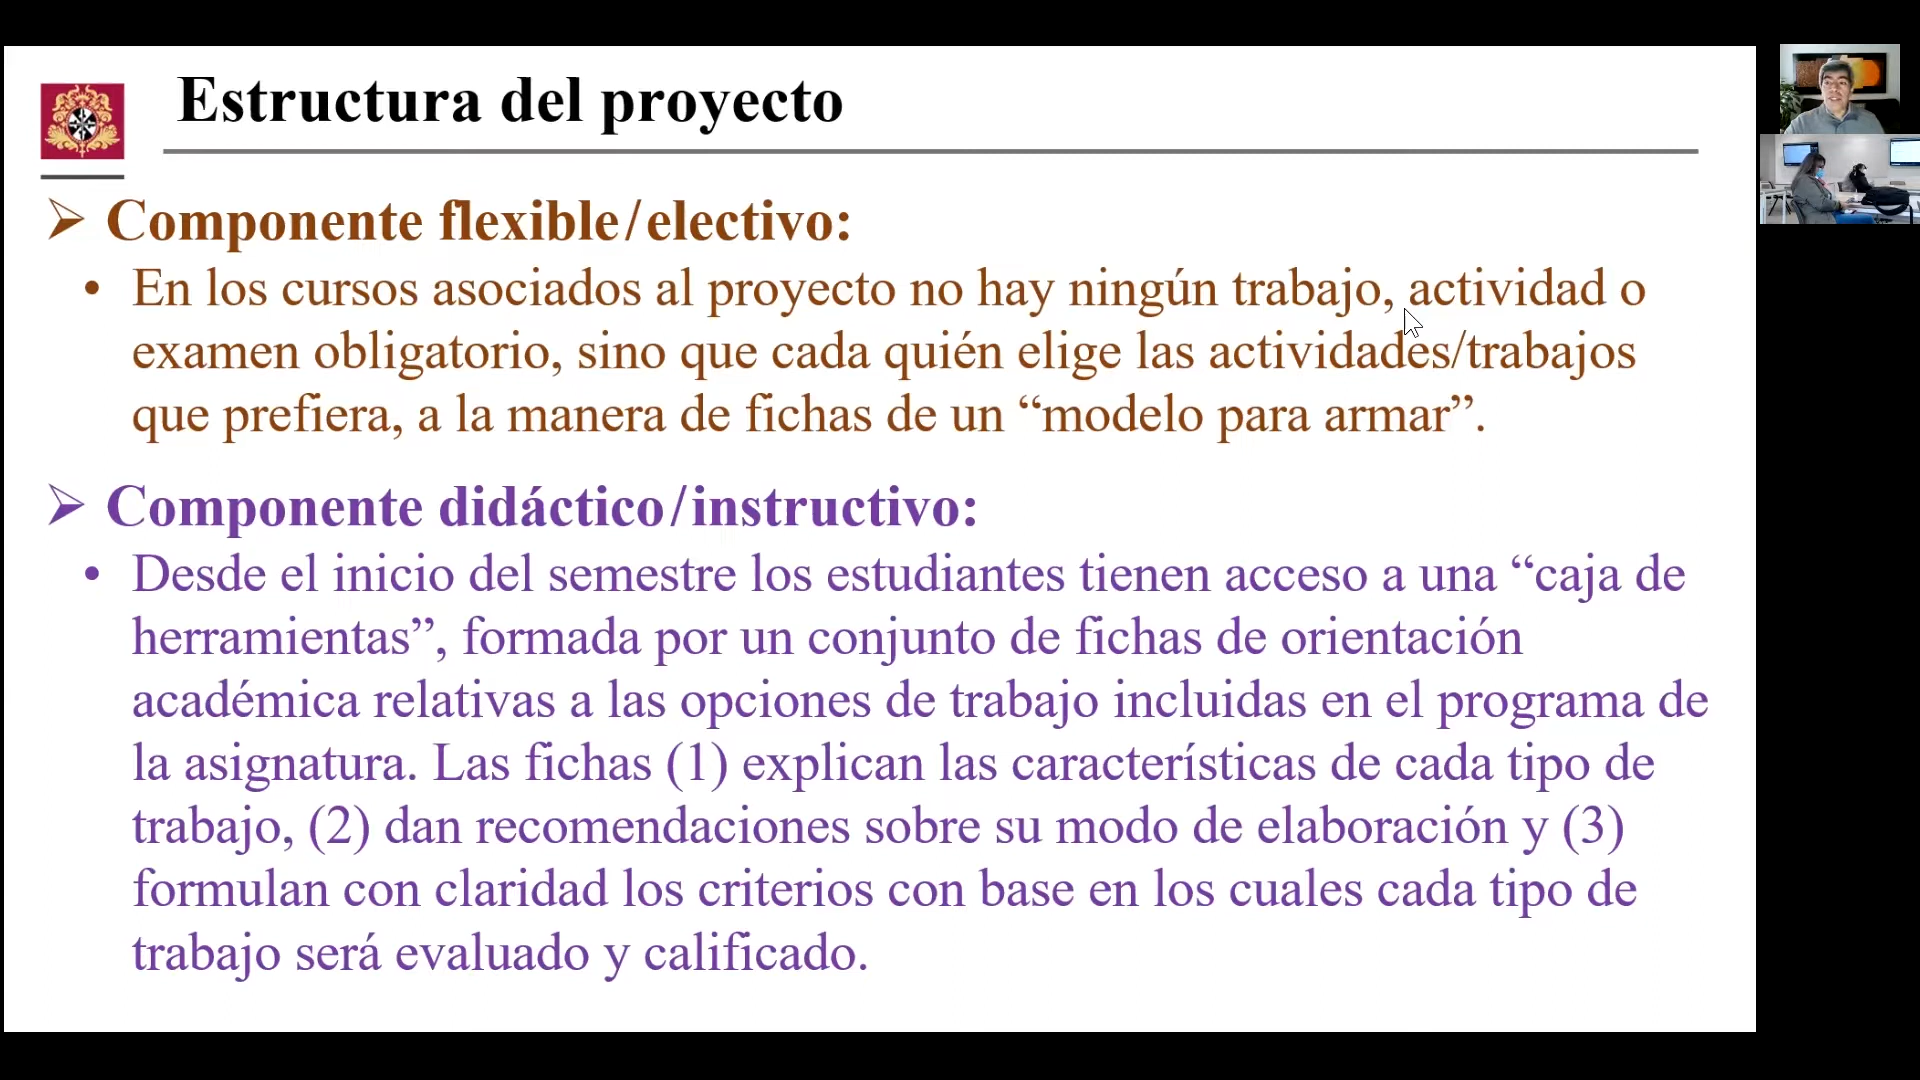 Estructura del proyecto
Componente flexible/electivo:
En los cursos asociados al proyecto no hay ningún trabajo, actividad o
examen obligatorio, sino que cada quién elige las actividades/trabajos
que prefiera, a la manera de fichas de un “modelo para armar”.
Componente didáctico/instructivo:
Desde el inicio del semestre los estudiantes tienen acceso a una “caja de
herramientas”, formada por un conjunto de fichas de orientación
académica relativas a las opciones de trabajo incluidas en el programa de
la asignatura. Las fichas (1) explican las características de cada tipo de
trabajo, (2) dan recomendaciones sobre su modo de elaboración y (3)
formulan con claridad los criterios con base en los cuales cada tipo de
trabajo será evaluado y calificado.